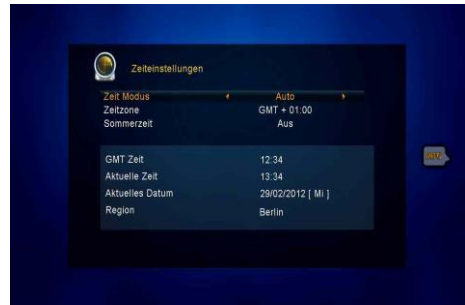 Zeiteinstellungen
Zeit Modus Auto
Zeitzone GMT + 01:00
Sommerzeit Aus
GMT Zeit 12:34
Aktuelle Zeit 13:34
Aktuelles Datum 29/02/2012 [ Mi ]
Region Berlin